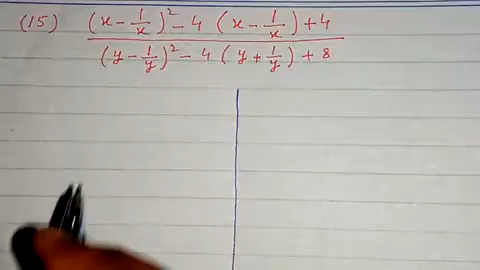 (15) (x - 1/x)² - 4 (x - 1/x) + 4
(y - 1/y)² - 4 (y + 1/y) + 8